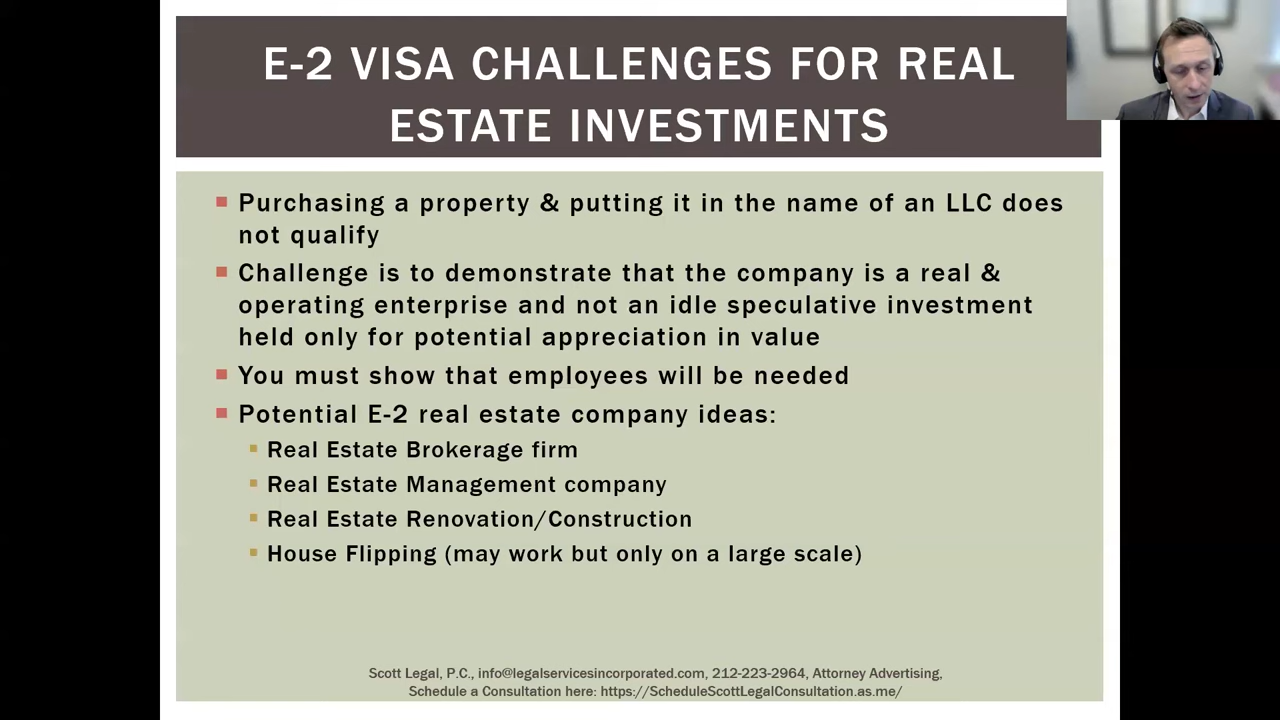 E-2 VISA CHALLENGES FOR REAL
ESTATE INVESTMENTS
Purchasing a property & putting it in the name of an LLC does
not qualify
Challenge is to demonstrate that the company is a real &
operating enterprise and not an idle speculative investment
held only for potential appreciation in value
You must show that employees will be needed
Potential E-2 real estate company ideas:
Real Estate Brokerage firm
Real Estate Management company
Real Estate Renovation/Construction
House Flipping (may work but only on a large scale)
Scott Legal, P.C., info@legalservicesincorporated.com, 212-223-2964, Attorney Advertising,
Schedule a Consultation here: https://ScheduleScottLegalConsultation.as.me/